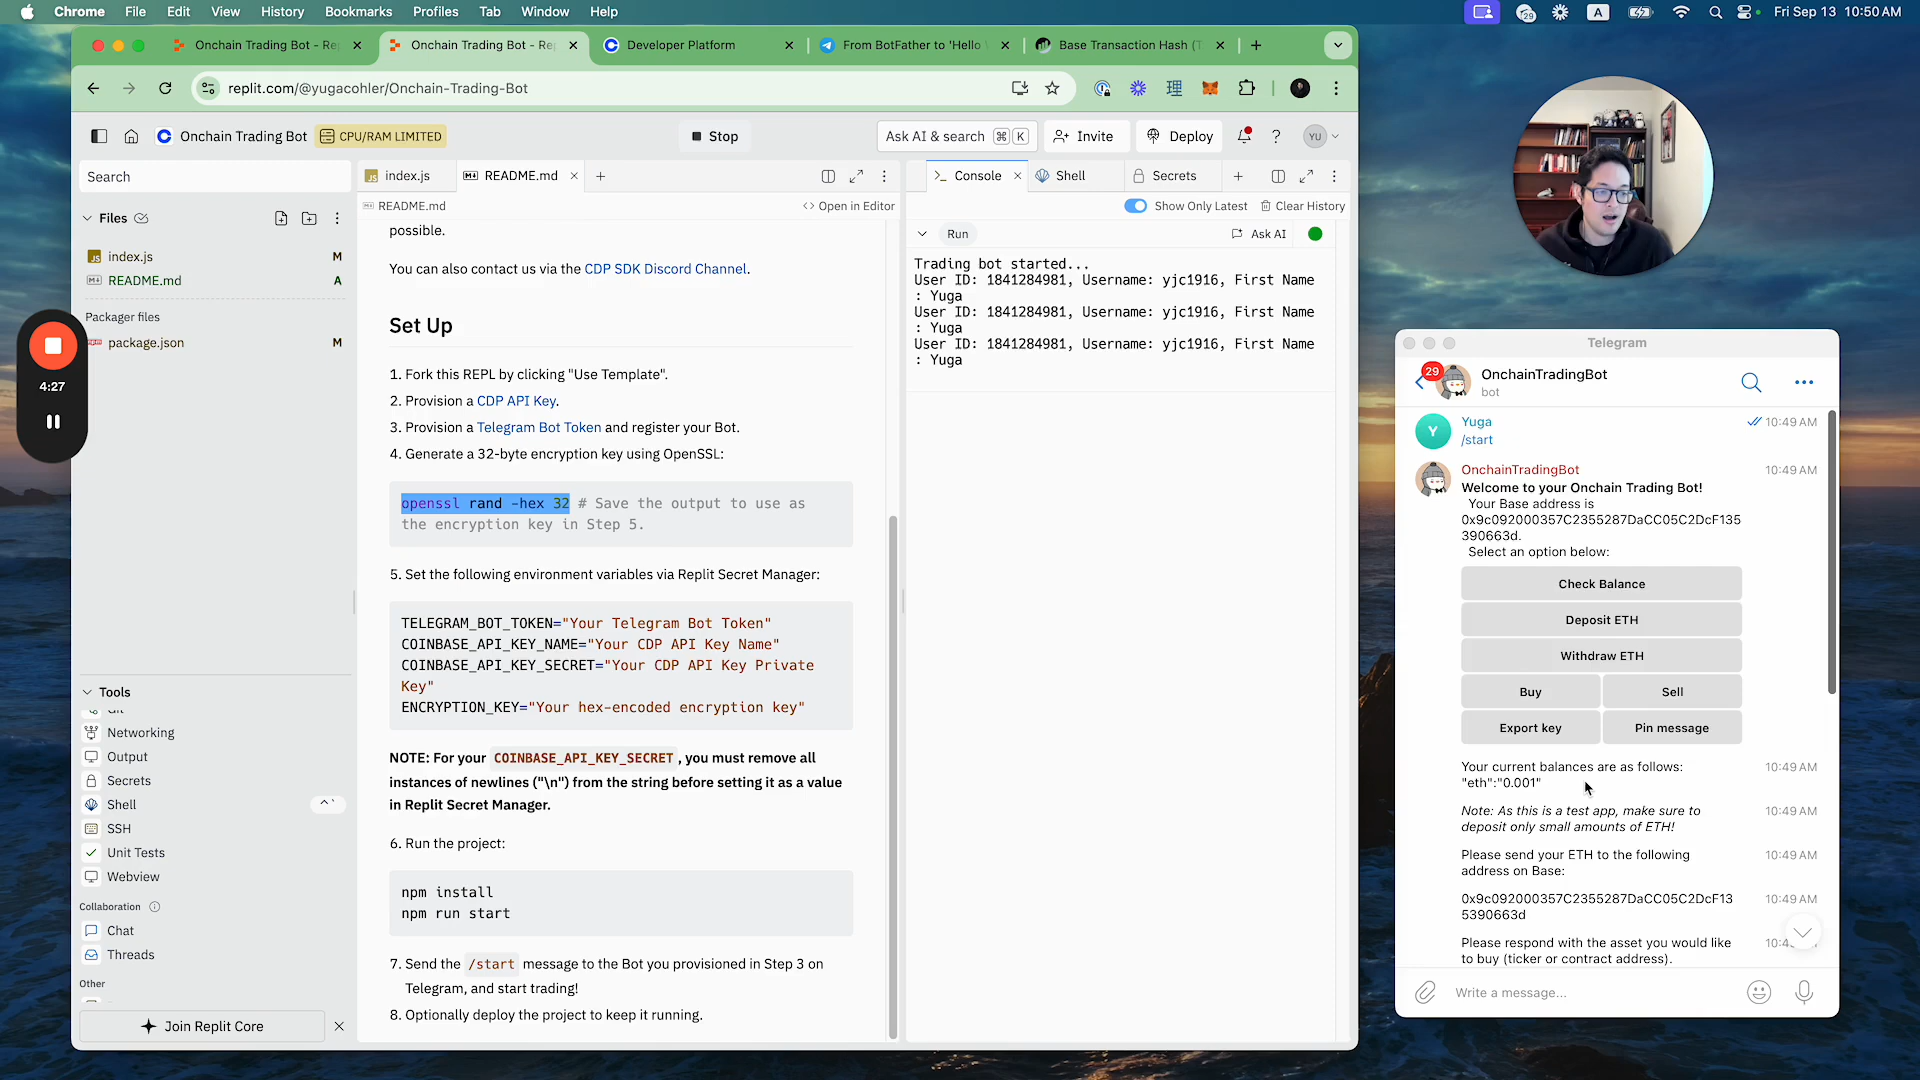 Chrome File Edit View History Bookmarks Profiles Tab Window Help
29 A Fri Sep 13 10:50 AM
Onchain Trading Bot - Re
Onchain Trading Bot - Re
Developer Platform
From BotFather to 'Hello
Base Transaction Hash (T
replit.com/@yugacohler/Onchain-Trading-Bot
Onchain Trading Bot CPU/RAM LIMITED
Stop
Ask AI & search ⌘ K
Invite
Deploy
? YU
Search
Files
index.js M
README.md A
Packager files
package.json M
4:27
Tools
Git
Networking
Output
Secrets
Shell ^ `
SSH
Unit Tests
Webview
Collaboration
Chat
Threads
Other
Join Replit Core
index.js README.md
README.md Open in Editor
possible.
You can also contact us via the CDP SDK Discord Channel.
Set Up
1. Fork this REPL by clicking "Use Template".
2. Provision a CDP API Key.
3. Provision a Telegram Bot Token and register your Bot.
4. Generate a 32-byte encryption key using OpenSSL:
openssl rand -hex 32 # Save the output to use as
the encryption key in Step 5.
5. Set the following environment variables via Replit Secret Manager:
TELEGRAM_BOT_TOKEN="Your Telegram Bot Token"
COINBASE_API_KEY_NAME="Your CDP API Key Name"
COINBASE_API_KEY_SECRET="Your CDP API Key Private
Key"
ENCRYPTION_KEY="Your hex-encoded encryption key"
NOTE: For your COINBASE_API_KEY_SECRET, you must remove all
instances of newlines ("\n") from the string before setting it as a value
in Replit Secret Manager.
6. Run the project:
npm install
npm run start
7. Send the /start message to the Bot you provisioned in Step 3 on
Telegram, and start trading!
8. Optionally deploy the project to keep it running.
Console Shell Secrets
Show Only Latest Clear History
Run Ask AI
Trading bot started...
User ID: 1841284981, Username: yjc1916, First Name
: Yuga
User ID: 1841284981, Username: yjc1916, First Name
: Yuga
User ID: 1841284981, Username: yjc1916, First Name
: Yuga
Telegram
29
OnchainTradingBot
bot
Y
Yuga 10:49 AM
/start
OnchainTradingBot 10:49 AM
Welcome to your Onchain Trading Bot!
Your Base address is
0x9c092000357C2355287DaCC05C2DcF135
390663d.
Select an option below:
Check Balance
Deposit ETH
Withdraw ETH
Buy Sell
Export key Pin message
Your current balances are as follows: 10:49 AM
"eth":"0.001"
Note: As this is a test app, make sure to 10:49 AM
deposit only small amounts of ETH!
Please send your ETH to the following 10:49 AM
address on Base:
0x9c092000357C2355287DaCC05C2DcF13 10:49 AM
5390663d
Please respond with the asset you would like
to buy (ticker or contract address).
Write a message...